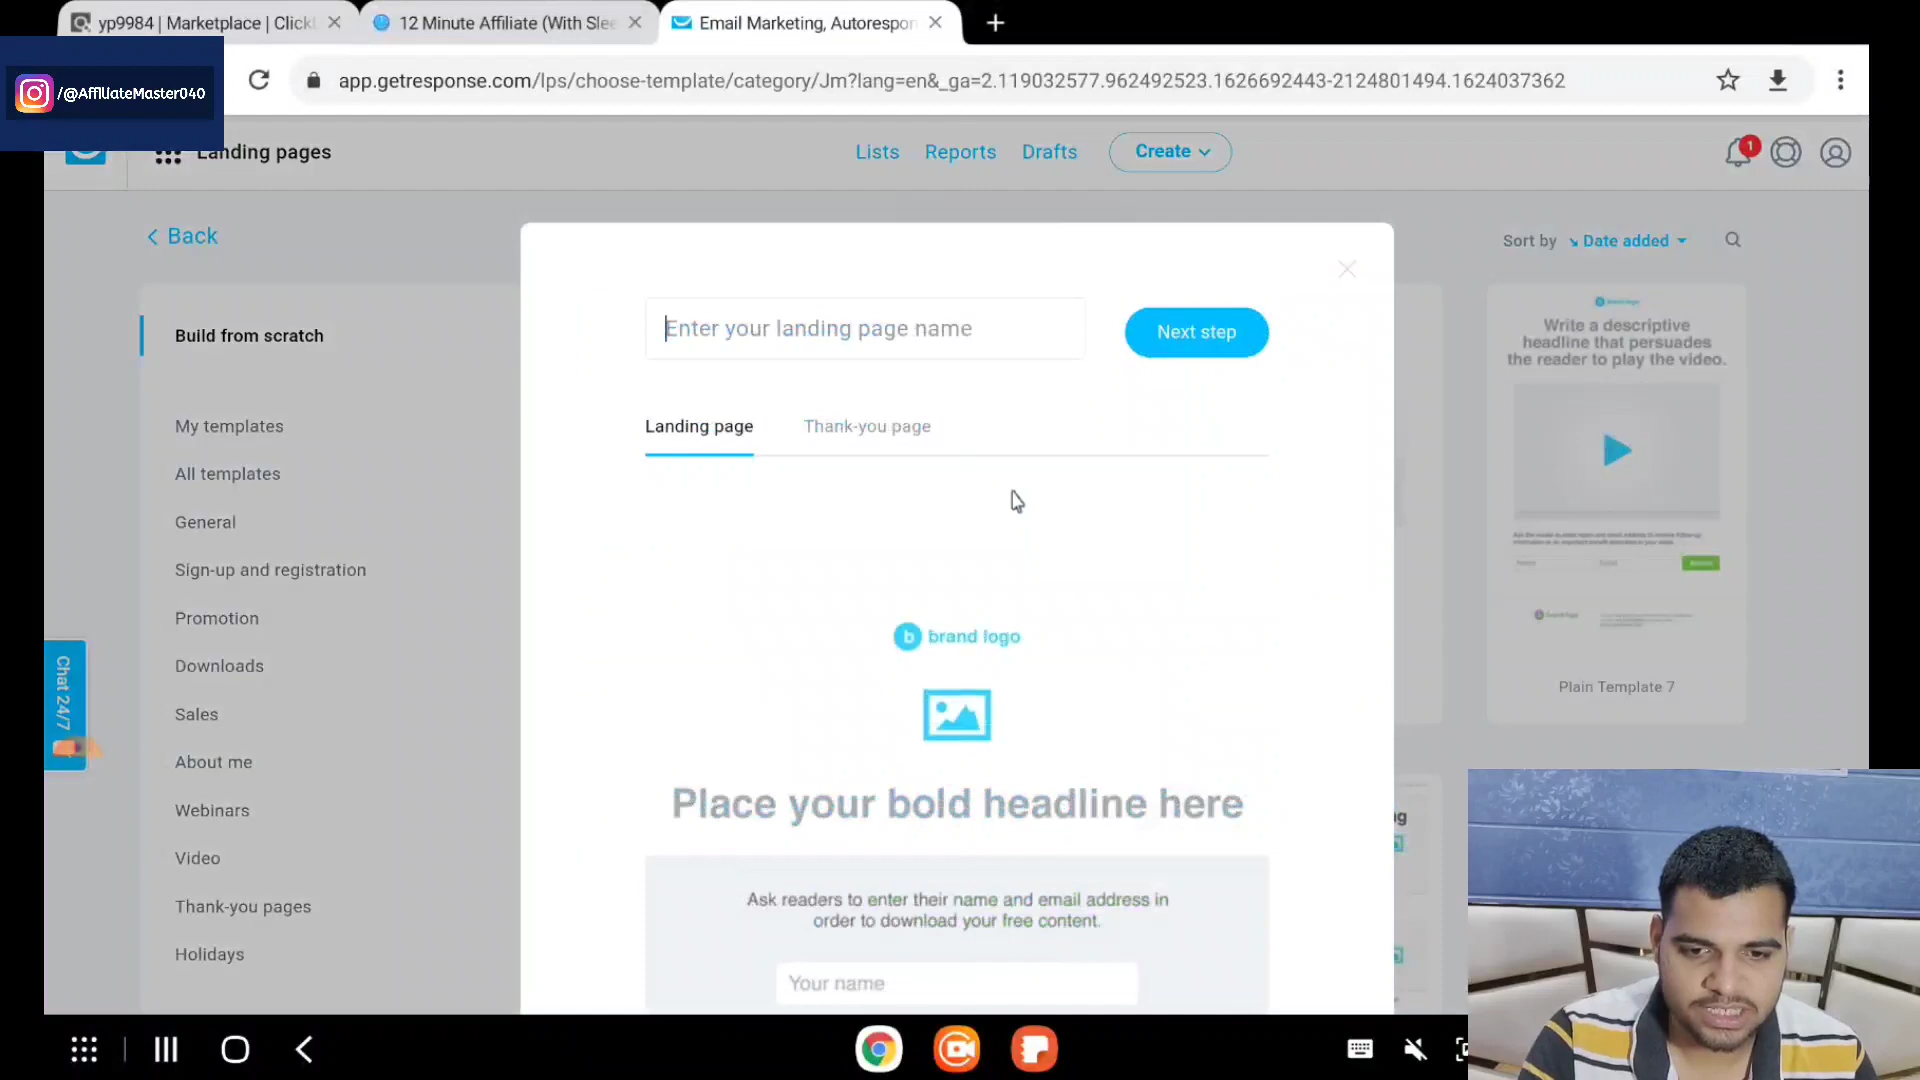 yp9984 | Marketplace | Click
12 Minute Affiliate (With Slee
Email Marketing, Autorespon
/@AffiliateMaster040
app.getresponse.com/lps/choose-template/category/Jm?lang=en&_ga=2.119032577.962492523.1626692443-2124801494.1624037362
Landing pages
Lists
Reports
Drafts
Create
1
Back
Sort by
Date added
Build from scratch
My templates
All templates
General
Sign-up and registration
Promotion
Downloads
Sales
About me
Webinars
Video
Thank-you pages
Holidays
Chat 24/7
Enter your landing page name
Next step
Landing page
Thank-you page
b brand logo
Place your bold headline here
Ask readers to enter their name and email address in
order to download your free content.
Your name
Write a descriptive
headline that persuades
the reader to play the video.
Plain Template 7